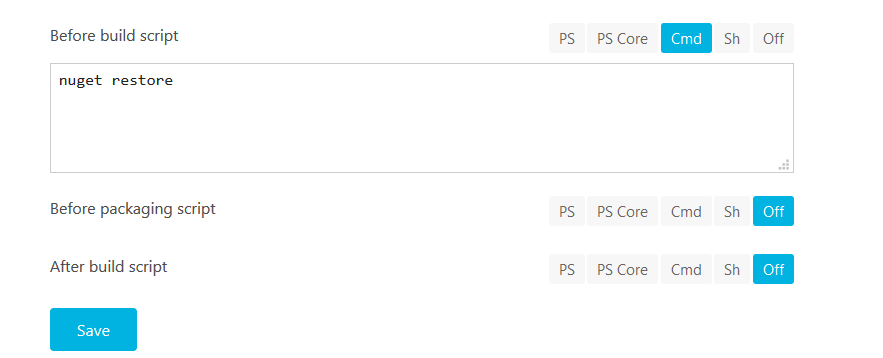 Before build script PS PS Core Cmd Sh Off
nuget restore
Before packaging script PS PS Core Cmd Sh Off
After build script PS PS Core Cmd Sh Off
Save